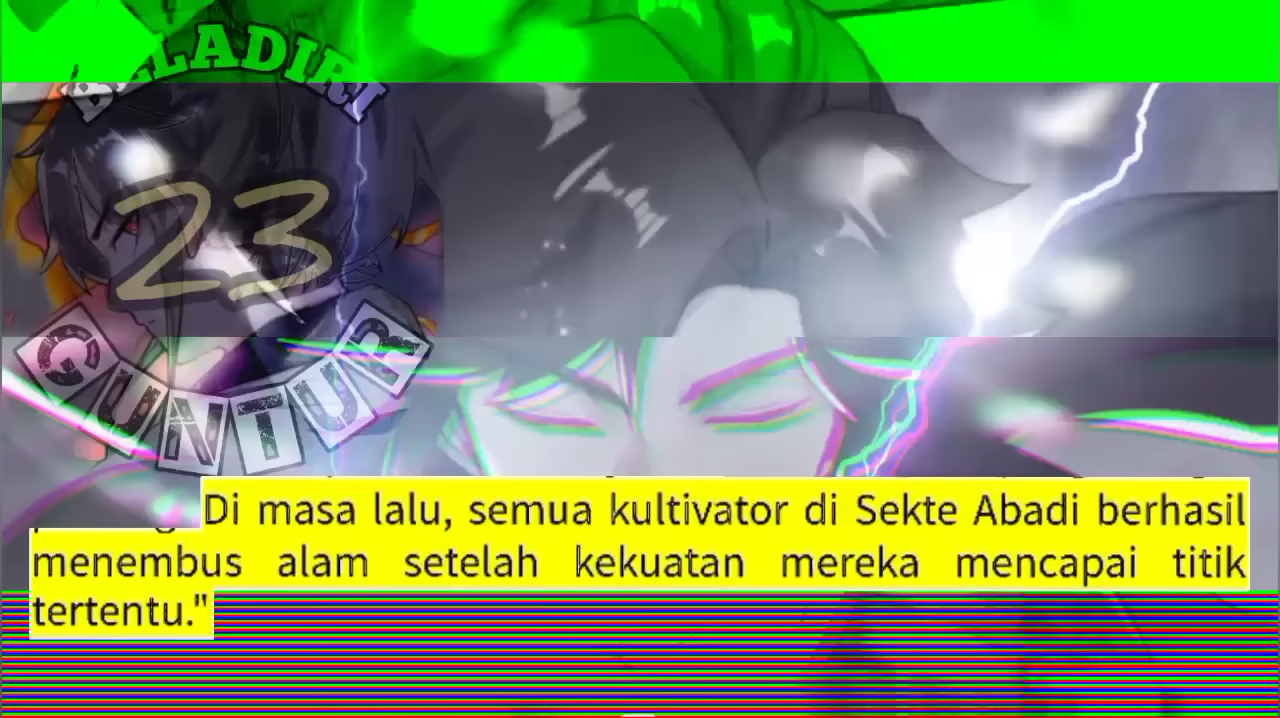 BELADIRI
23
GUNTUR
Di masa lalu, semua kultivator di Sekte Abadi berhasil
menembus alam setelah kekuatan mereka mencapai titik
tertentu."